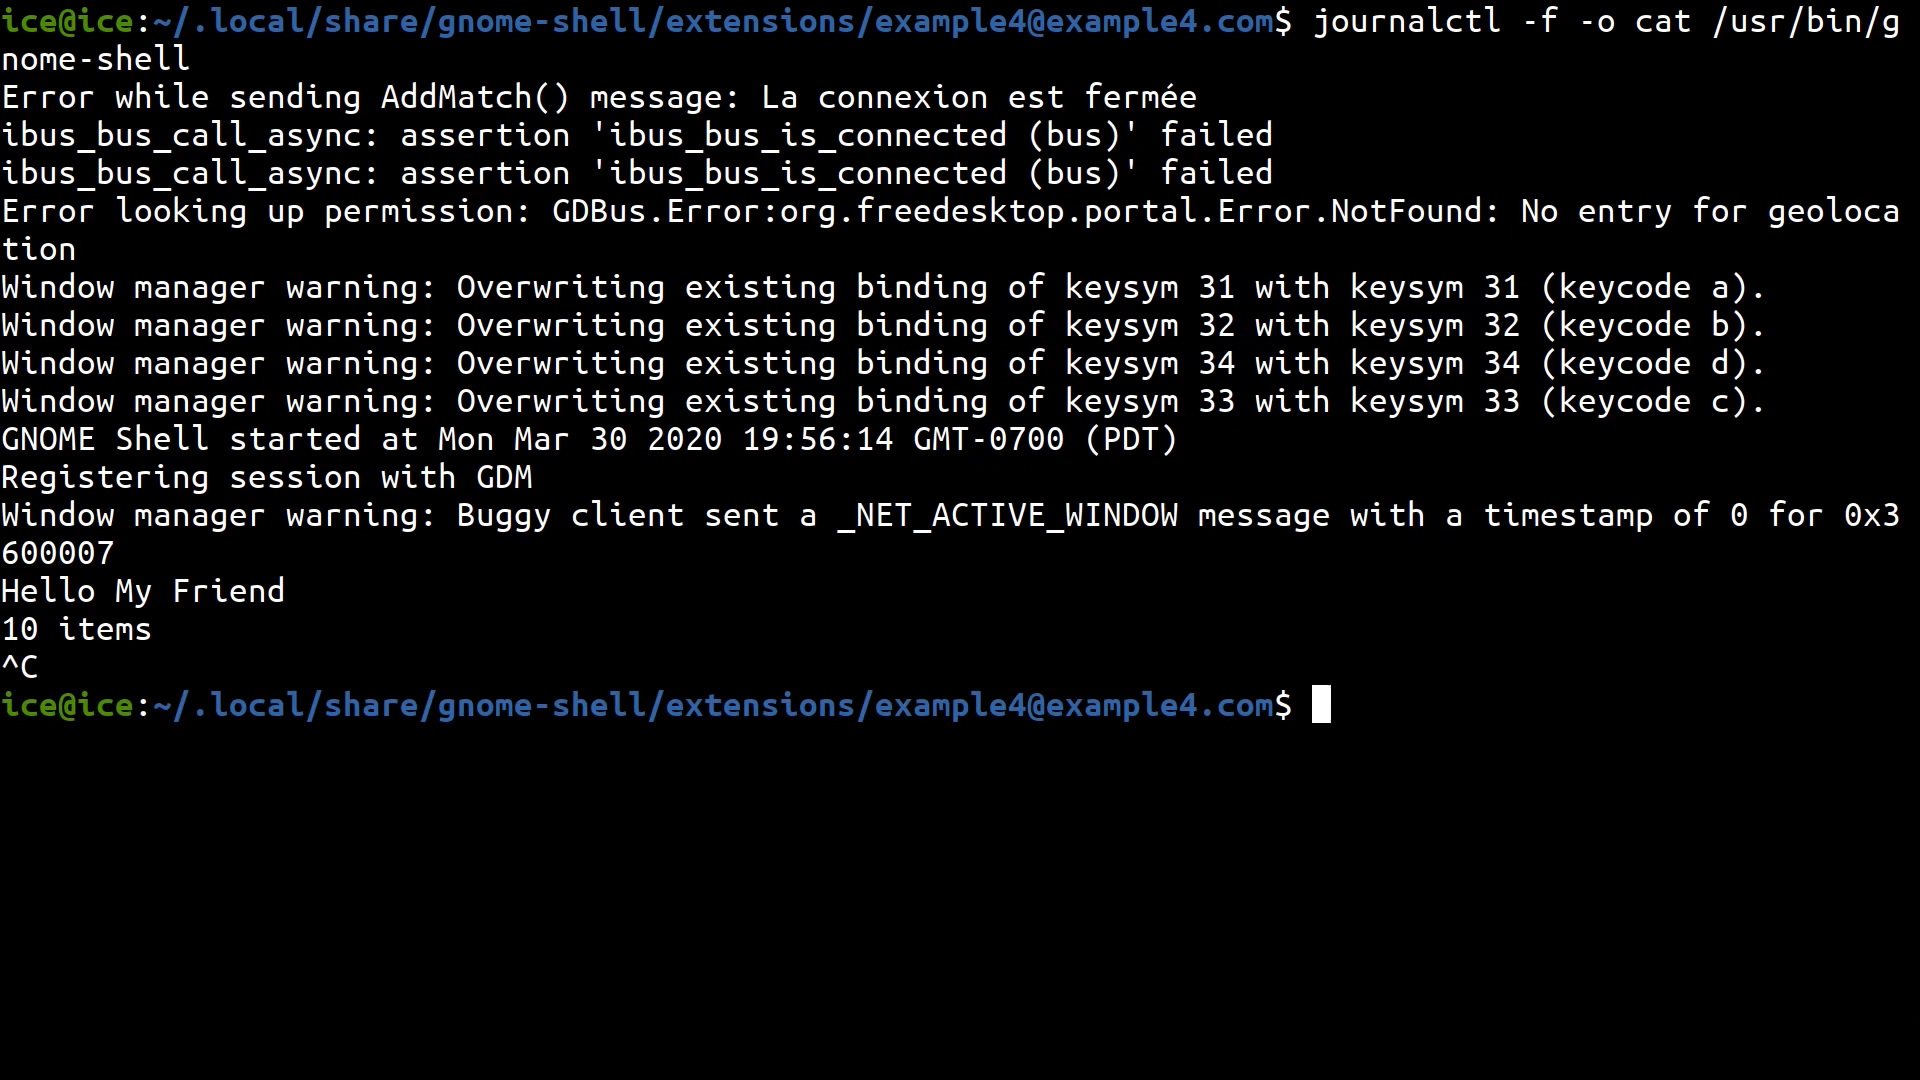 ice@ice:~/.local/share/gnome-shell/extensions/example4@example4.com$ journalctl -f -o cat /usr/bin/g
nome-shell
Error while sending AddMatch() message: La connexion est fermée
ibus_bus_call_async: assertion 'ibus_bus_is_connected (bus)' failed
ibus_bus_call_async: assertion 'ibus_bus_is_connected (bus)' failed
Error looking up permission: GDBus.Error:org.freedesktop.portal.Error.NotFound: No entry for geoloca
tion
Window manager warning: Overwriting existing binding of keysym 31 with keysym 31 (keycode a).
Window manager warning: Overwriting existing binding of keysym 32 with keysym 32 (keycode b).
Window manager warning: Overwriting existing binding of keysym 34 with keysym 34 (keycode d).
Window manager warning: Overwriting existing binding of keysym 33 with keysym 33 (keycode c).
GNOME Shell started at Mon Mar 30 2020 19:56:14 GMT-0700 (PDT)
Registering session with GDM
Window manager warning: Buggy client sent a _NET_ACTIVE_WINDOW message with a timestamp of 0 for 0x3
600007
Hello My Friend
10 items
^C
ice@ice:~/.local/share/gnome-shell/extensions/example4@example4.com$